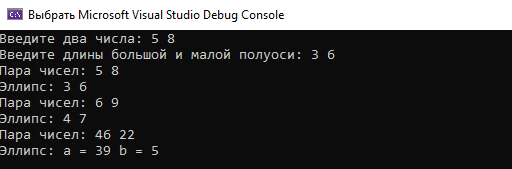 Выбрать Microsoft Visual Studio Debug Console
Введите два числа: 5 8
Введите длины большой и малой полуоси: 3 6
Пара чисел: 5 8
Эллипс: 3 6
Пара чисел: 6 9
Эллипс: 4 7
Пара чисел: 46 22
Эллипс: a = 39 b = 5